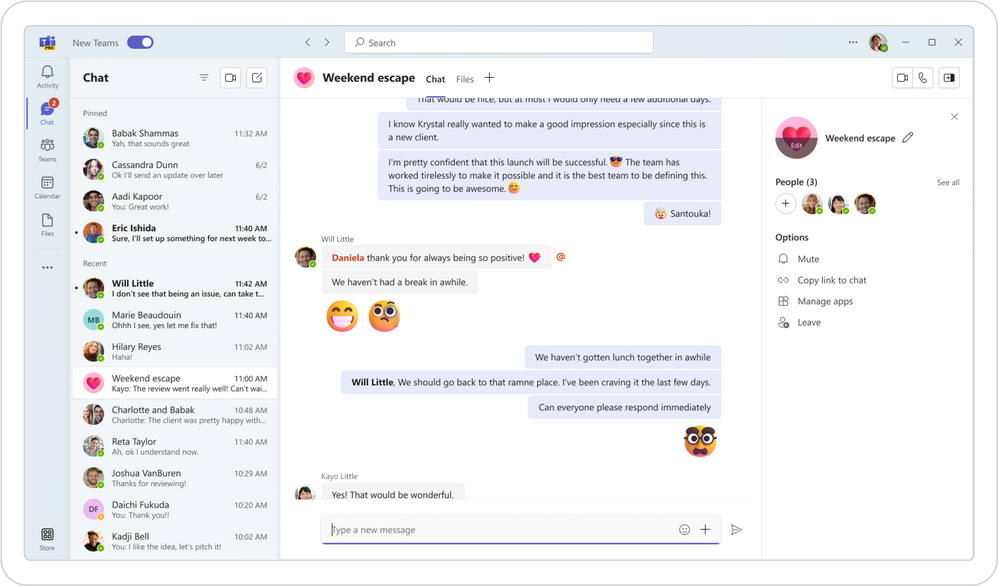 New Teams
Search
Activity
2
Chat
Teams
Calendar
Files
Store
Chat
Pinned
Babak Shammas 11:32 AM
Yah, that sounds great
Cassandra Dunn 6/2
Ok I'll send an update over later
Aadi Kapoor 6/2
You: Great work!
Eric Ishida 11:40 AM
Sure, I'll set up something for next week to...
Recent
Will Little 11:42 AM
I don't see that being an issue, can take t...
MB
Marie Beaudouin 11:40 AM
Ohhh I see, yes let me fix that!
Hilary Reyes 11:02 AM
Haha!
Weekend escape 11:00 AM
Kayo: The review went really well! Can't wai...
Charlotte and Babak 10:48 AM
Charlotte: The client was pretty happy with...
Reta Taylor 11:40 AM
Ah, ok I understand now.
Joshua VanBuren 10:29 AM
Thanks for reviewing!
DF
Daichi Fukuda 10:20 AM
You: Thank you!!
Kadji Bell 10:02 AM
You: I like the idea, let's pitch it!
Weekend escape Chat Files
That would be nice, but at most I would only need a few additional days.
I know Krystal really wanted to make a good impression especially since this is
a new client.
I'm pretty confident that this launch will be successful. 😎 The team has
worked tirelessly to make it possible and it is the best team to be defining this.
This is going to be awesome. 😊
🤯 Santouka!
Will Little
Daniela thank you for always being so positive! ❤️ @
We haven't had a break in awhile.
We haven't gotten lunch together in awhile
Will Little, We should go back to that ramne place. I've been craving it the last few days.
Can everyone please respond immediately
Kayo Little
Yes! That would be wonderful.
Type a new message
Edit
Weekend escape
People (3) See all
Options
Mute
Copy link to chat
Manage apps
Leave